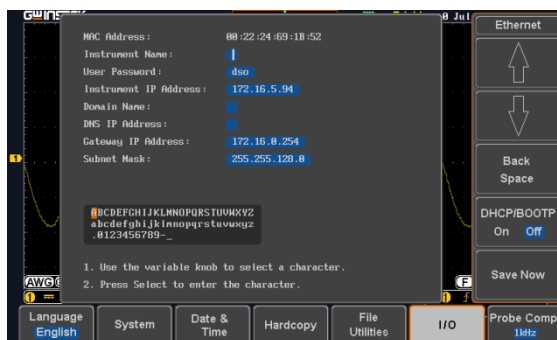 GWINSTEK
0 Jul
Ethernet
MAC Address: 00:22:24:69:1B:52
Instrument Name:
User Password: dso
Instrument IP Address: 172.16.5.94
Domain Name:
DNS IP Address:
Gateway IP Address: 172.16.0.254
Subnet Mask: 255.255.128.0
Back
Space
DHCP/BOOTP
On Off
Save Now
ABCDEFGHIJKLMNOPQRSTUVWXYZ
abcdefghijklmnopqrstuvwxyz
.0123456789-_
1. Use the variable knob to select a character.
2. Press Select to enter the character.
1
AWG
F
1
1
Language
English
System
Date &
Time
Hardcopy
File
Utilities
I/O
Probe Comp
1kHz